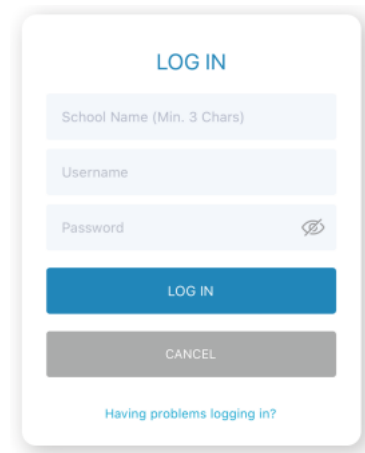 LOG IN
School Name (Min. 3 Chars)
Username
Password
LOG IN
CANCEL
Having problems logging in?